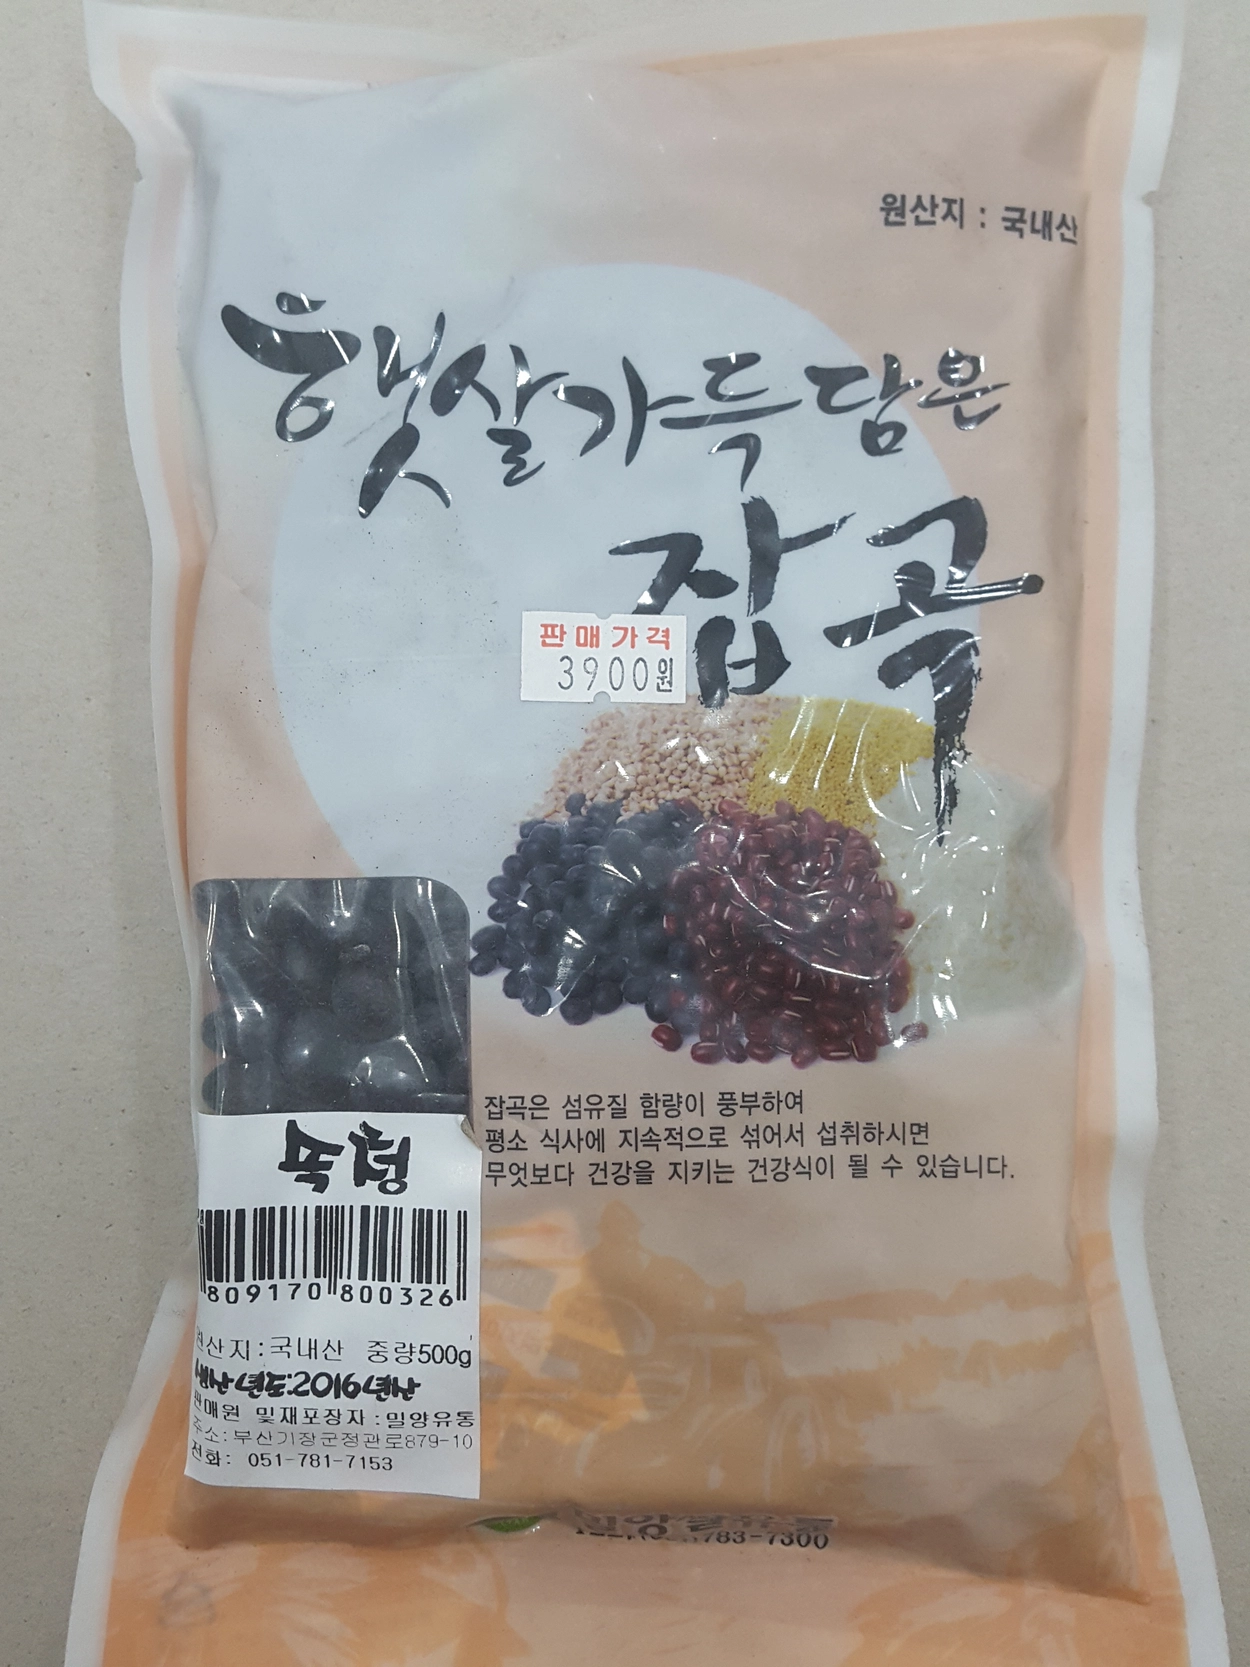 원산지 : 국내산
햇살가득담은
잡곡
판매가격
3900원
잡곡은 섬유질 함량이 풍부하여
평소 식사에 지속적으로 섞어서 섭취하시면
무엇보다 건강을 지키는 건강식이 될 수 있습니다.
809170 800326
원산지:국내산 중량500g
생산년도:2016년산
판매원 및재포장자:밀양유통
주소:부산기장군정관로879-10
전화: 051-781-7153
783-7300